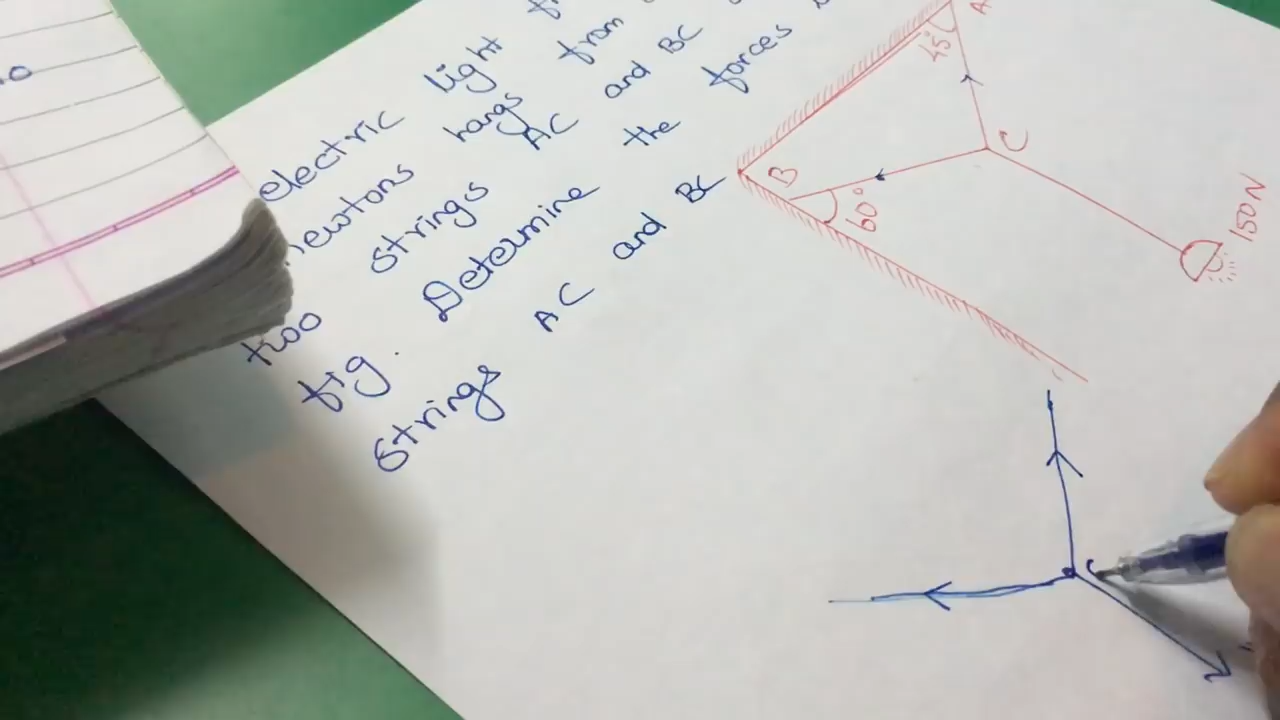 electric light
newtons hangs from
two strings AC and BC
fig. Determine the forces
strings AC and BC
A
45°
B
60°
C
150N
C